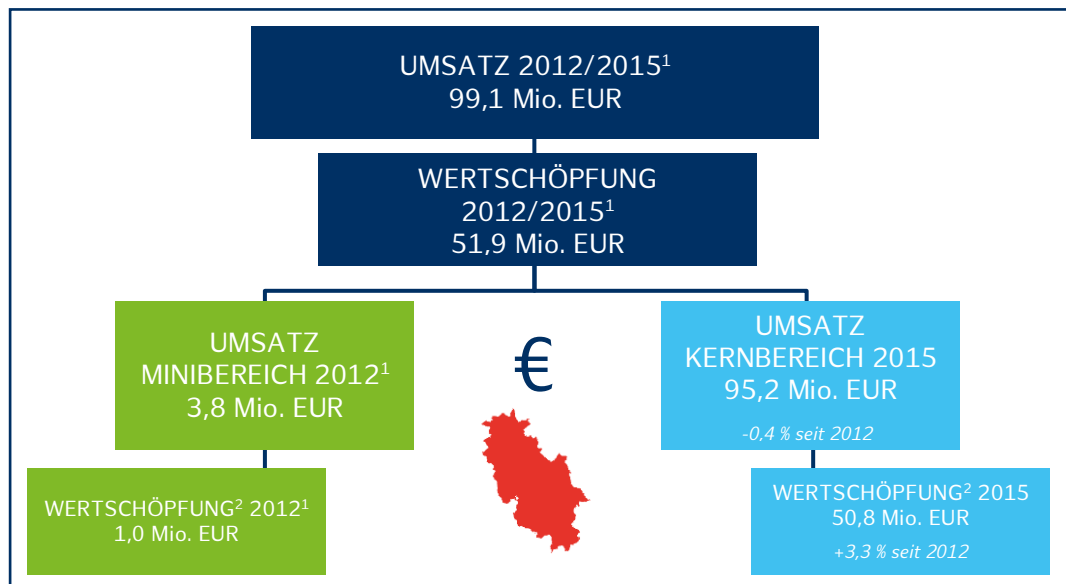 UMSATZ 2012/2015¹
99,1 Mio. EUR
WERTSCHÖPFUNG
2012/2015¹
51,9 Mio. EUR
UMSATZ
MINIBEREICH 2012¹
3,8 Mio. EUR
€
UMSATZ
KERNBEREICH 2015
95,2 Mio. EUR
-0,4 % seit 2012
WERTSCHÖPFUNG² 2012¹
1,0 Mio. EUR
WERTSCHÖPFUNG² 2015
50,8 Mio. EUR
+3,3 % seit 2012